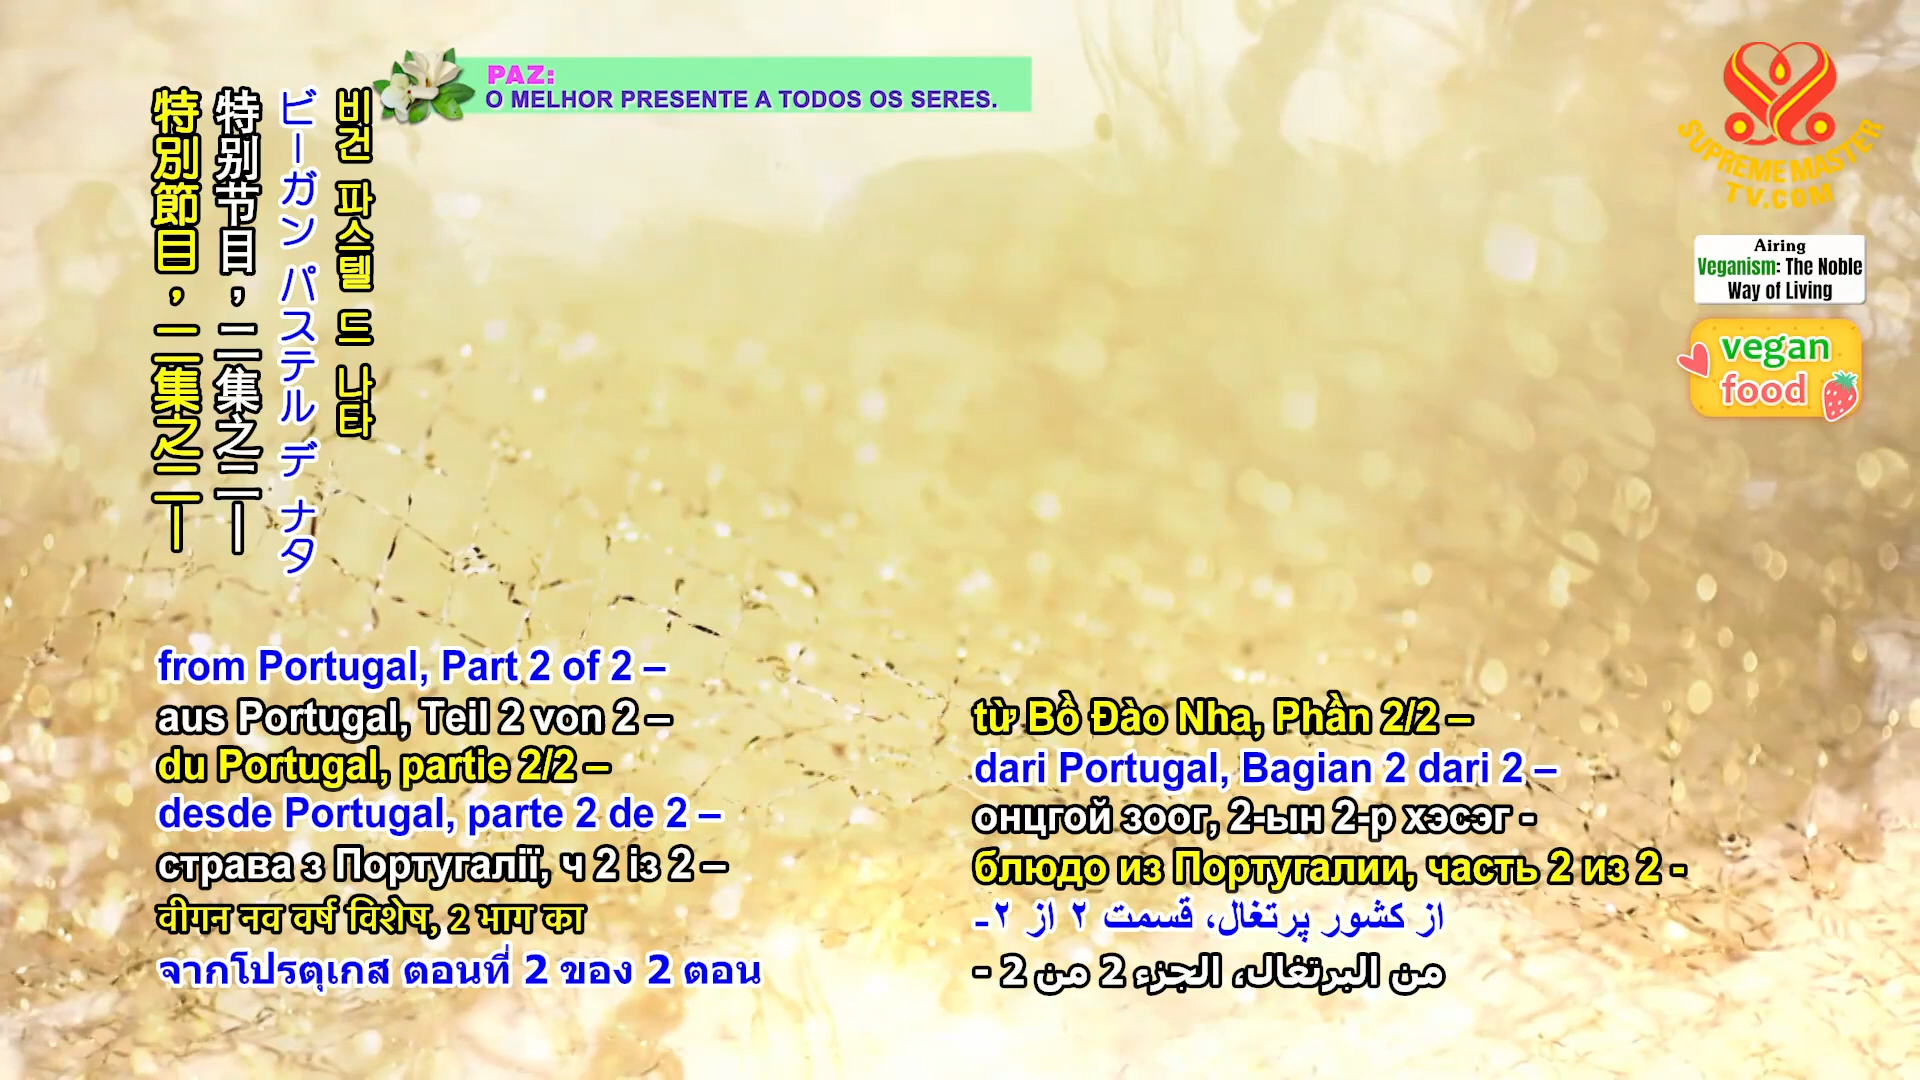 PAZ:
O MELHOR PRESENTE A TODOS OS SERES.
SUPREME MASTER
TV.COM
Airing
Veganism: The Noble
Way of Living
vegan
food
特別節目，二集之二—
特别节目，二集之二—
ビーガン パステル デ ナタ
비건 파스텔 드 나타
from Portugal, Part 2 of 2 –
aus Portugal, Teil 2 von 2 –
du Portugal, partie 2/2 –
desde Portugal, parte 2 de 2 –
страва з Португалії, ч 2 із 2 –
वीगन नव वर्ष विशेष, 2 भाग का
จากโปรตุเกส ตอนที่ 2 ของ 2 ตอน
từ Bồ Đào Nha, Phần 2/2 –
dari Portugal, Bagian 2 dari 2 –
онцгой зоог, 2-ын 2-р хэсэг -
блюдо из Португалии, часть 2 из 2 -
از کشور پرتغال، قسمت ۲ از ۲-
من البرتغال، الجزء 2 من 2 -